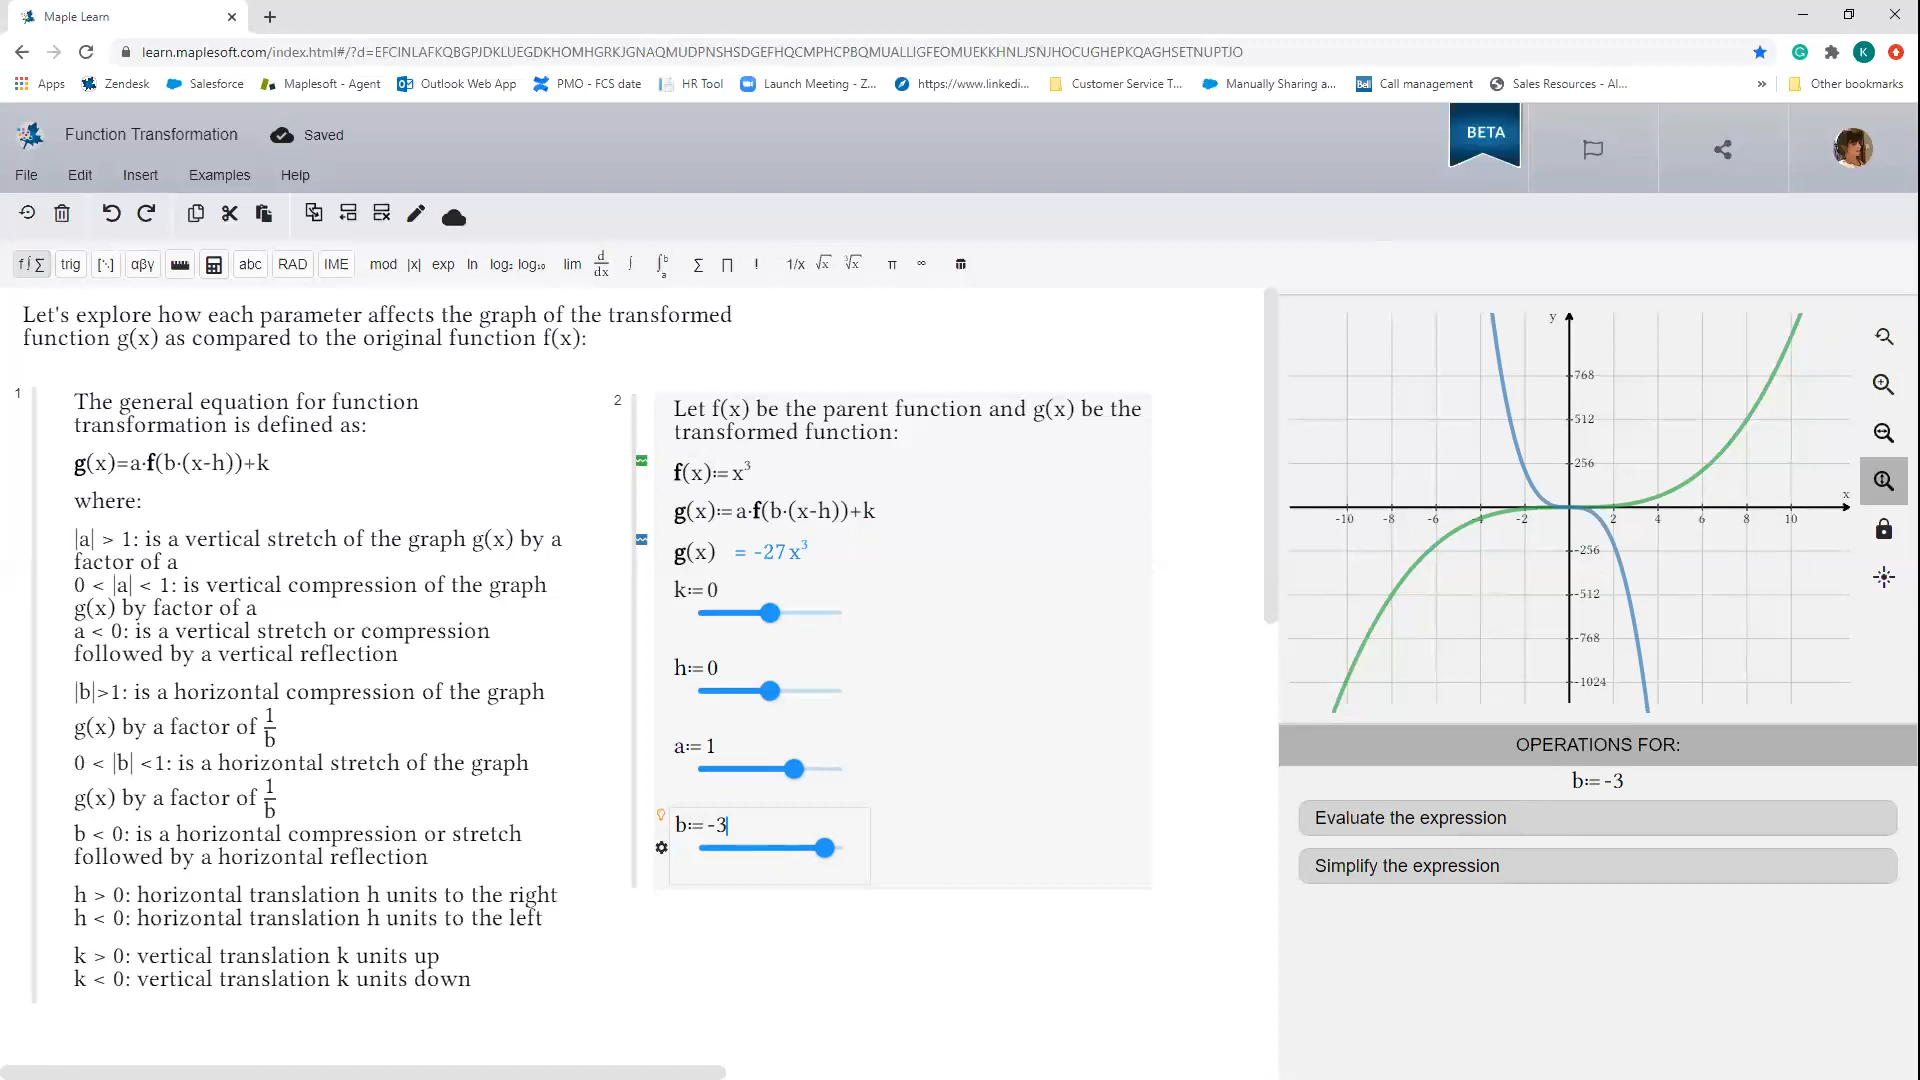 Maple Learn
learn.maplesoft.com/index.html#/?d=EFCINLAFKQBGPJDKLUEGDKHOMHGRKJGNAQMUDPNSHSDGEFHQCMPHCPBQMUALLIGFEOMUEKKHNLJSNJHOCUGHEPKQAGHSETNUPTJO
K
Apps Zendesk Salesforce Maplesoft - Agent Outlook Web App PMO - FCS date HR Tool Launch Meeting - Z... https://www.linkedi... Customer Service T... Manually Sharing a... Bell Call management Sales Resources - Al... » Other bookmarks
Function Transformation Saved
BETA
File Edit Insert Examples Help
f ∫ ∑ trig [⋱] αβγ abc RAD IME mod |x| exp ln log₂ log₁₀ lim d/dx ∫ ∫ₐᵇ ∑ ∏ ! 1/x √x ∛x π ∞
Let's explore how each parameter affects the graph of the transformed
function g(x) as compared to the original function f(x):
1
The general equation for function
transformation is defined as:
g(x)=a·f(b·(x-h))+k
where:
|a| > 1: is a vertical stretch of the graph g(x) by a
factor of a
0 < |a| < 1: is vertical compression of the graph
g(x) by factor of a
a < 0: is a vertical stretch or compression
followed by a vertical reflection
|b|>1: is a horizontal compression of the graph
g(x) by a factor of 1/b
0 < |b| <1: is a horizontal stretch of the graph
g(x) by a factor of 1/b
b < 0: is a horizontal compression or stretch
followed by a horizontal reflection
h > 0: horizontal translation h units to the right
h < 0: horizontal translation h units to the left
k > 0: vertical translation k units up
k < 0: vertical translation k units down
2
Let f(x) be the parent function and g(x) be the
transformed function:
f(x):=x³
g(x):=a·f(b·(x-h))+k
g(x) = -27x³
k:=0
h:=0
a:=1
b:=-3
y
768
512
256
x
-10 -8 -6 -4 -2 2 4 6 8 10
-256
-512
-768
-1024
OPERATIONS FOR:
b:= -3
Evaluate the expression
Simplify the expression